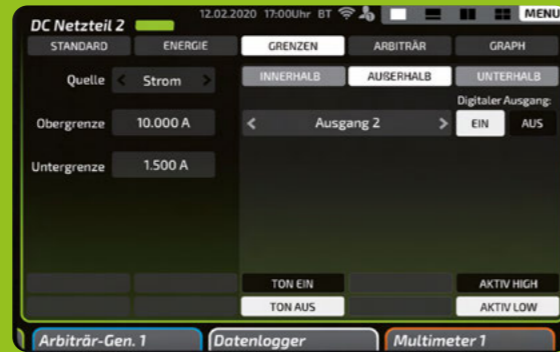 DC Netzteil 2 12.02.2020 17:00Uhr BT MENU
STANDARD ENERGIE GRENZEN ARBITRÄR GRAPH
Quelle < Strom > INNERHALB AUßERHALB UNTERHALB
Digitaler Ausgang:
Obergrenze 10.000 A < Ausgang 2 > EIN AUS
Untergrenze 1.500 A
TON EIN AKTIV HIGH
TON AUS AKTIV LOW
Arbiträr-Gen. 1 Datenlogger Multimeter 1